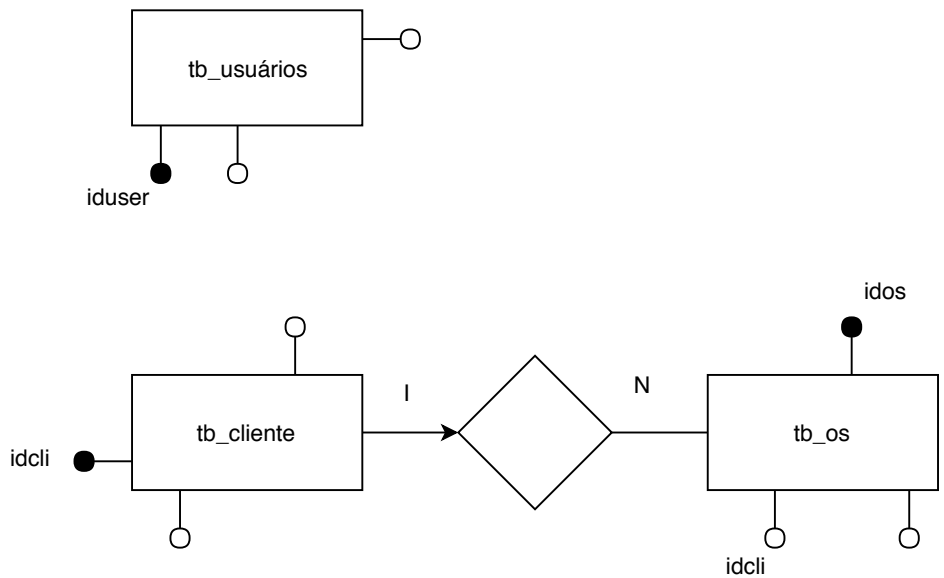 tb_usuários
iduser
idos
I
N
tb_cliente
tb_os
idcli
idcli